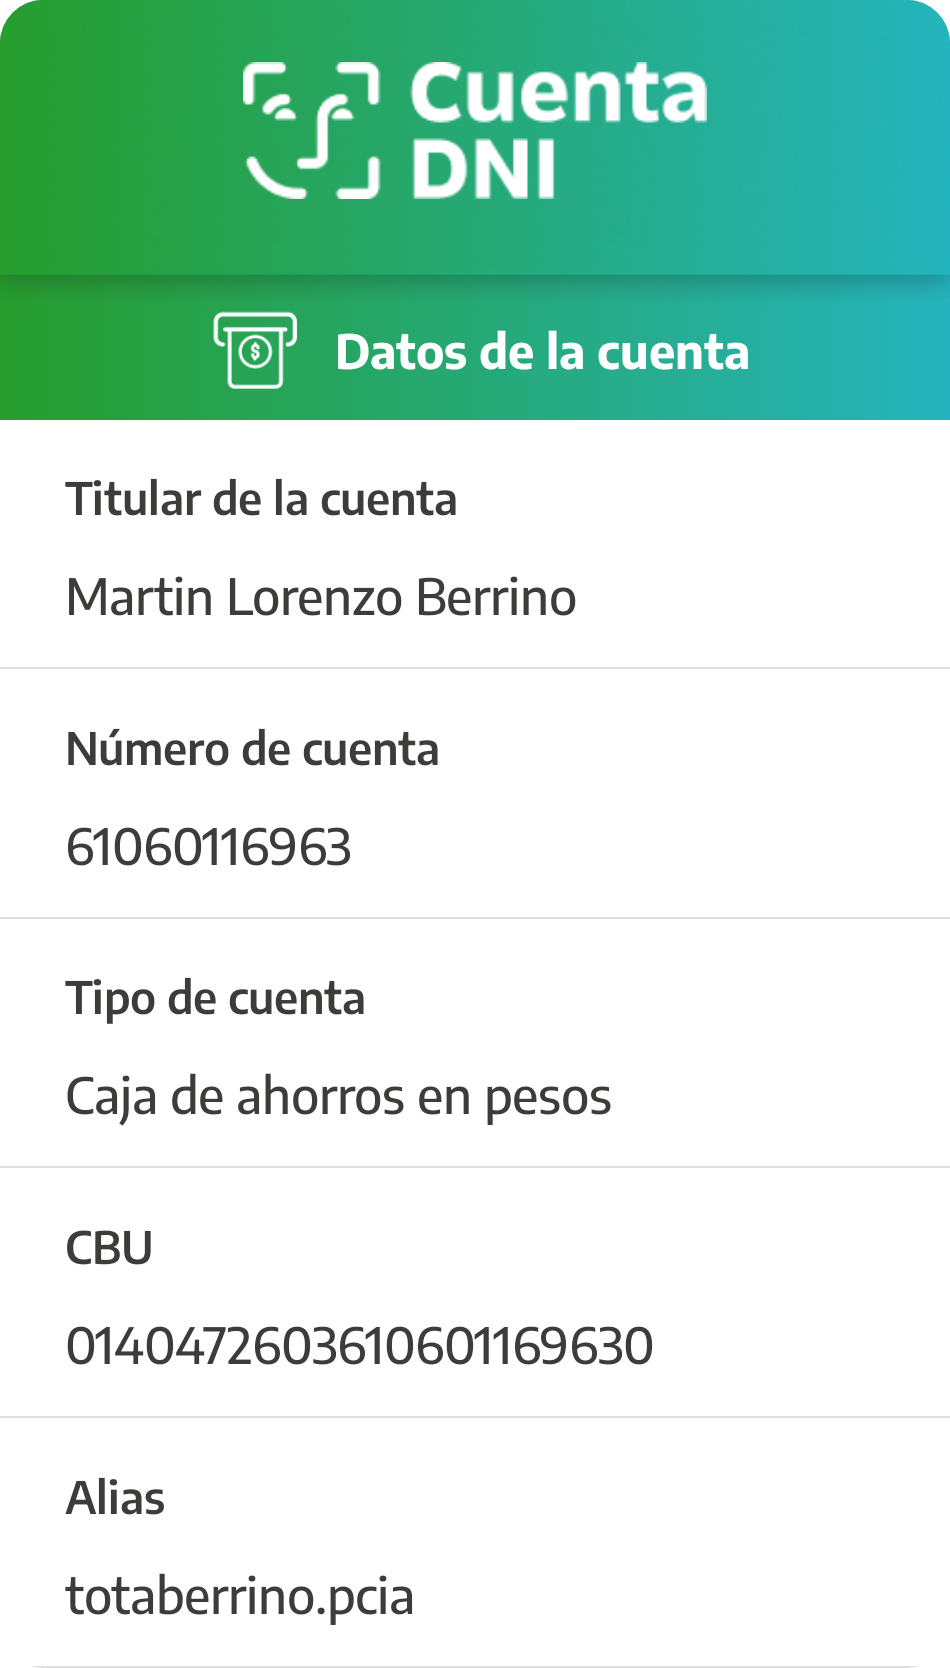 Cuenta
DNI
Datos de la cuenta
Titular de la cuenta
Martin Lorenzo Berrino
Número de cuenta
61060116963
Tipo de cuenta
Caja de ahorros en pesos
CBU
0140472603610601169630
Alias
totaberrino.pcia